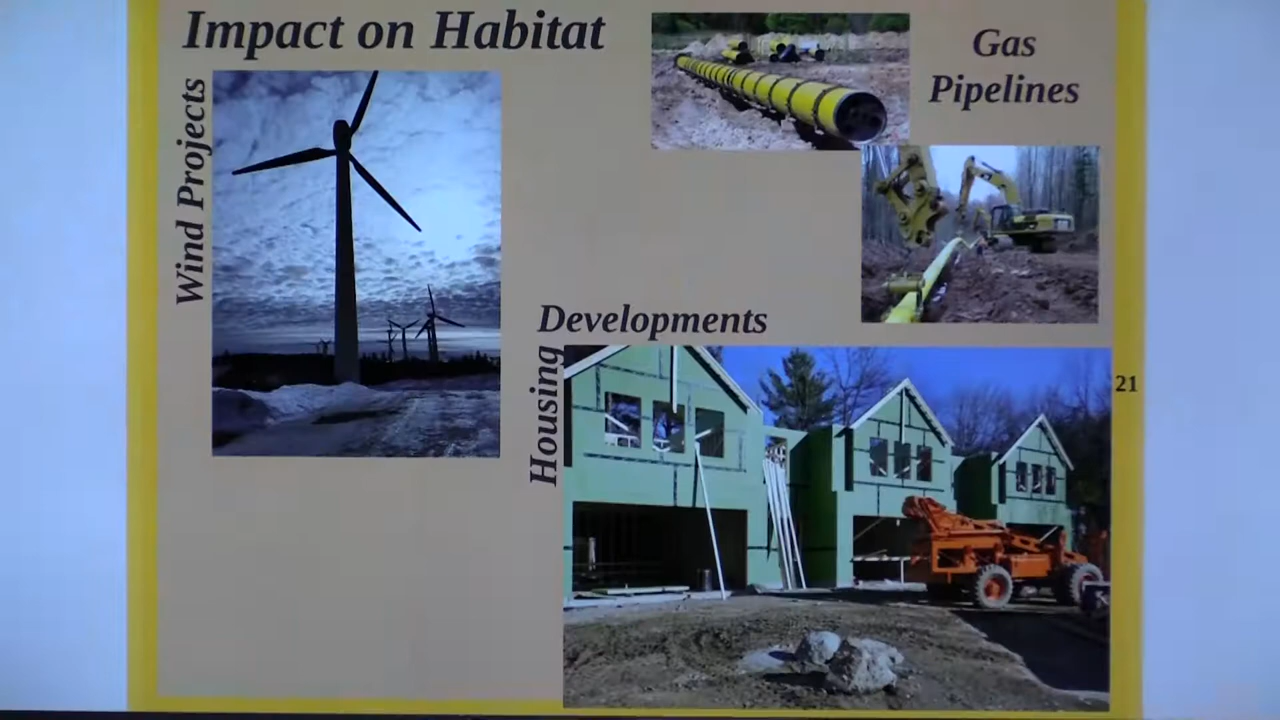 Impact on Habitat
Wind Projects
Gas
Pipelines
Developments
Housing
21